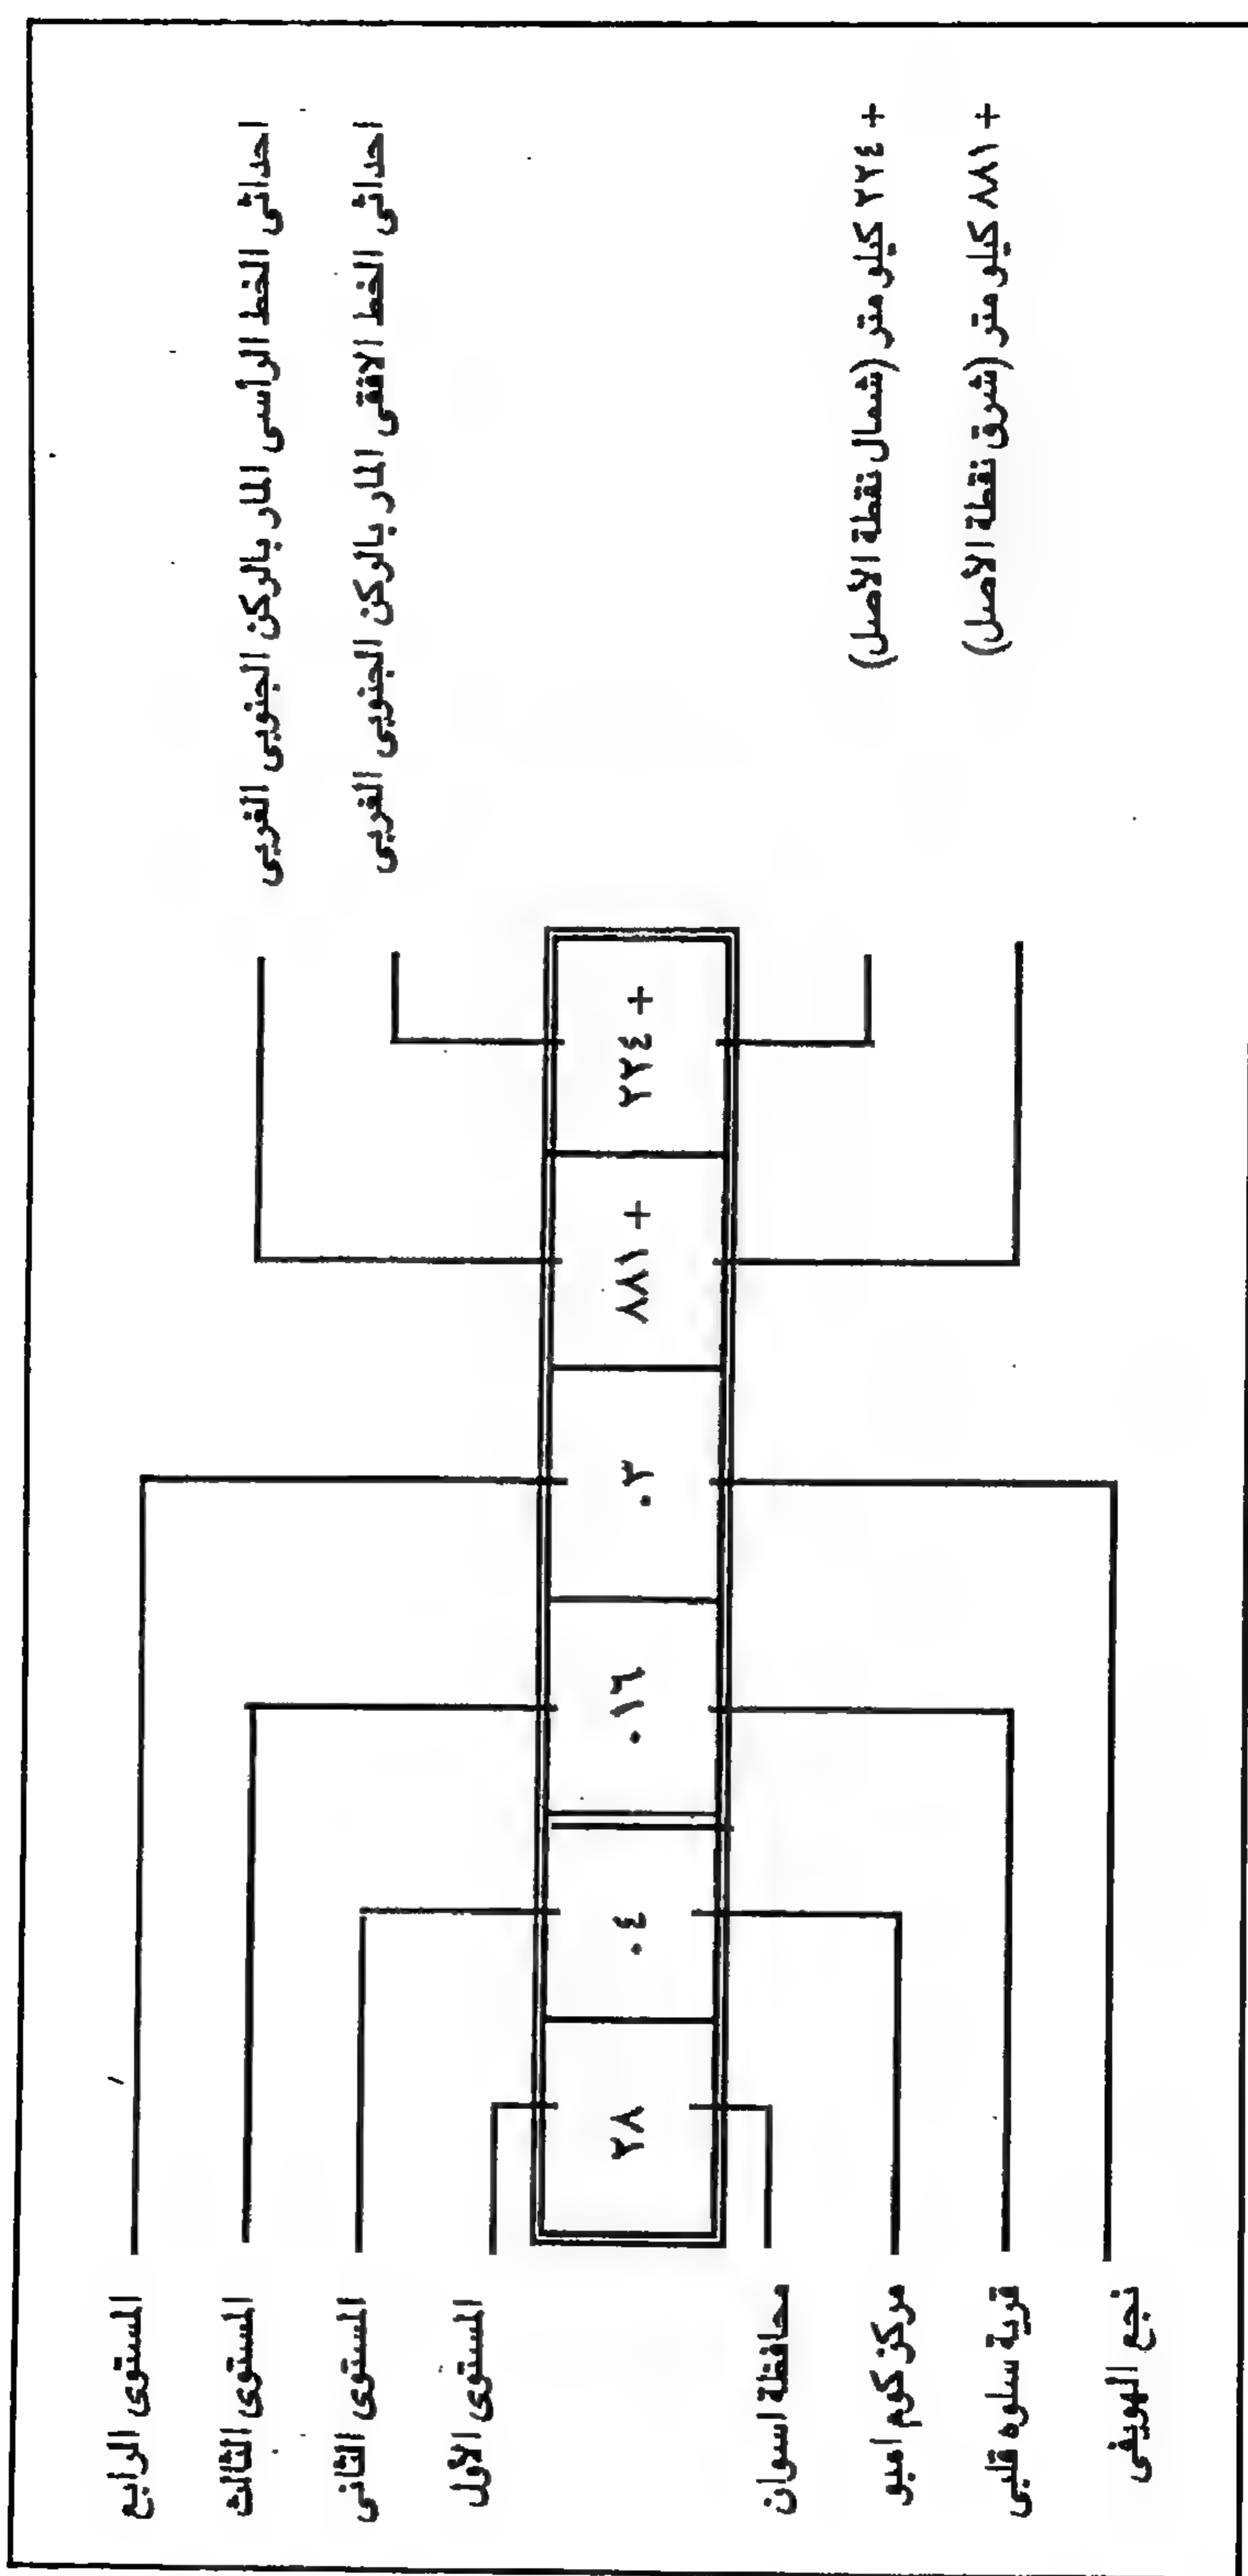 المستوى الرابع
احداثى الخط الرأسى المار بالركن الجنوبى الغربى
المستوى الثالث
احداثى الخط الافقى المار بالركن الجنوبى الغربى
المستوى الثانى
المستوى الأول
+ ٢٢٤
+ ٨٨١
٠٣
٠١٦
٠٤
٢٨
محافظة اسوان
+ ٢٢٤ كيلو متر (شمال نقطة الأصل)
مركز كوم امبو
+ ٨٨١ كيلو متر (شرق نقطة الأصل)
قرية سلوه قلبى
نجع الهويفى